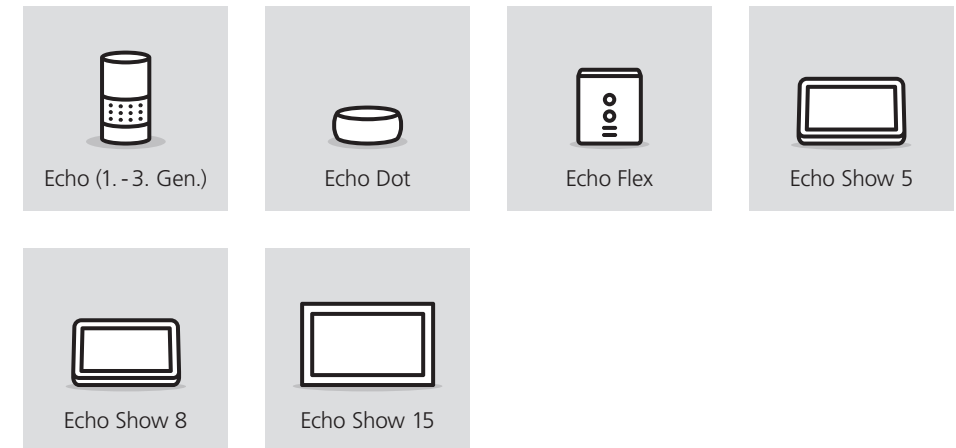 Echo (1. - 3. Gen.)
Echo Dot
Echo Flex
Echo Show 5
Echo Show 8
Echo Show 15